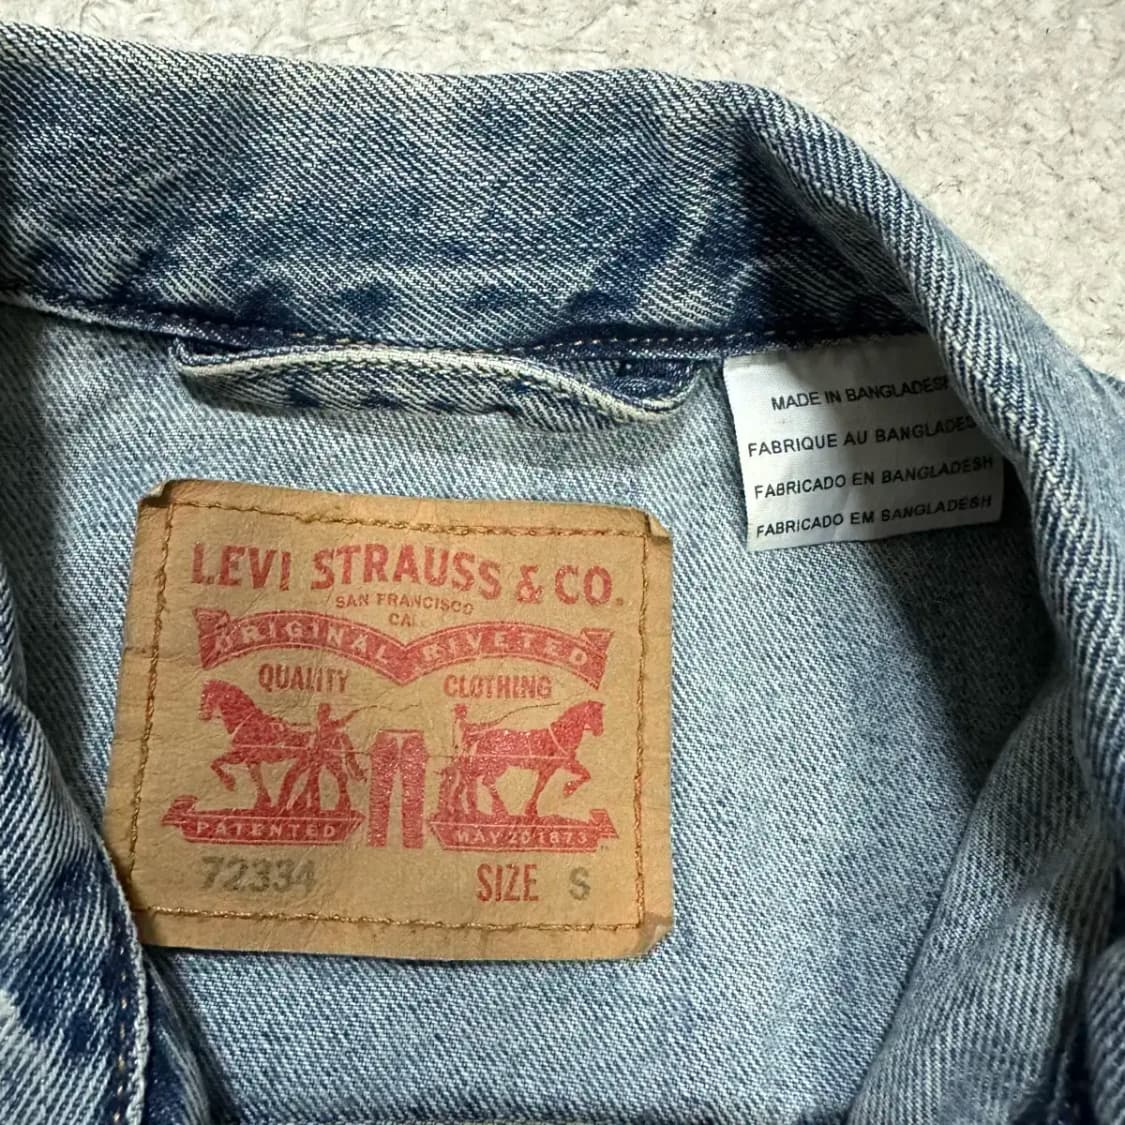 LEVI STRAUSS & CO.
SAN FRANCISCO
CAL.
ORIGINAL RIVETED
QUALITY CLOTHING
PATENTED MAY 20 1873
72334 SIZE S
MADE IN BANGLADESH
FABRIQUE AU BANGLADES
FABRICADO EN BANGLADESH
FABRICADO EM BANGLADESH